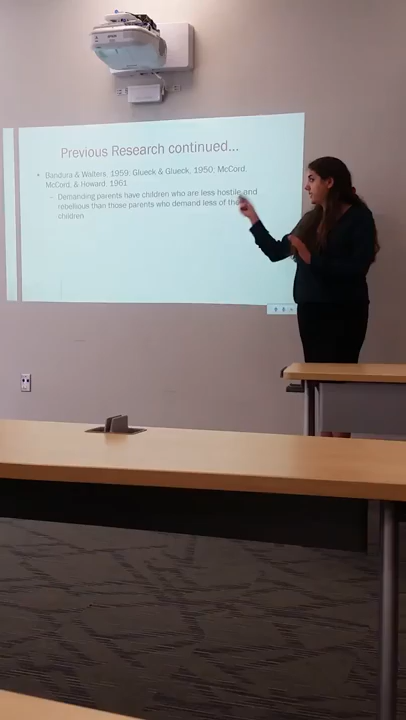 Previous Research continued...
Bandura & Walters, 1959; Glueck & Glueck, 1950; McCord,
McCord, & Howard, 1961
Demanding parents have children who are less hostile and
rebellious than those parents who demand less of their
children